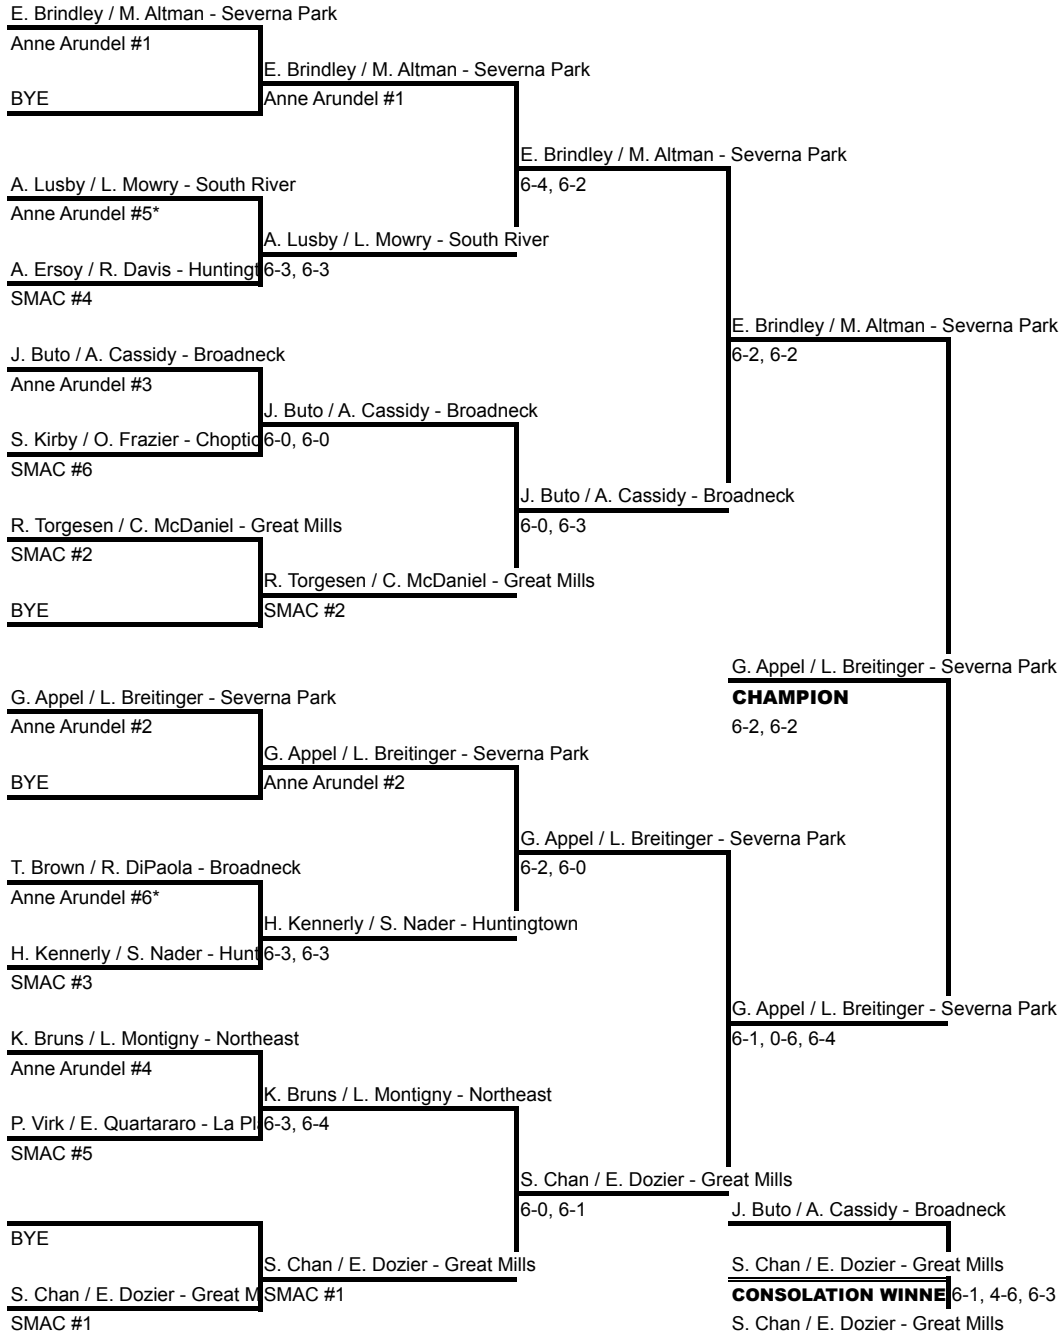 E. Brindley / M. Altman - Severna Park
Anne Arundel #1
E. Brindley / M. Altman - Severna Park
BYE
Anne Arundel #1
E. Brindley / M. Altman - Severna Park
A. Lusby / L. Mowry - South River
6-4, 6-2
Anne Arundel #5*
A. Lusby / L. Mowry - South River
A. Ersoy / R. Davis - Huntingt
6-3, 6-3
SMAC #4
E. Brindley / M. Altman - Severna Park
J. Buto / A. Cassidy - Broadneck
6-2, 6-2
Anne Arundel #3
J. Buto / A. Cassidy - Broadneck
S. Kirby / O. Frazier - Choptic
6-0, 6-0
SMAC #6
J. Buto / A. Cassidy - Broadneck
R. Torgesen / C. McDaniel - Great Mills
6-0, 6-3
SMAC #2
R. Torgesen / C. McDaniel - Great Mills
BYE
SMAC #2
G. Appel / L. Breitinger - Severna Park
G. Appel / L. Breitinger - Severna Park
CHAMPION
Anne Arundel #2
6-2, 6-2
G. Appel / L. Breitinger - Severna Park
BYE
Anne Arundel #2
G. Appel / L. Breitinger - Severna Park
T. Brown / R. DiPaola - Broadneck
6-2, 6-0
Anne Arundel #6*
H. Kennerly / S. Nader - Huntingtown
H. Kennerly / S. Nader - Hunt
6-3, 6-3
SMAC #3
G. Appel / L. Breitinger - Severna Park
K. Bruns / L. Montigny - Northeast
6-1, 0-6, 6-4
Anne Arundel #4
K. Bruns / L. Montigny - Northeast
P. Virk / E. Quartararo - La Pl
6-3, 6-4
SMAC #5
S. Chan / E. Dozier - Great Mills
6-0, 6-1
J. Buto / A. Cassidy - Broadneck
BYE
S. Chan / E. Dozier - Great Mills
S. Chan / E. Dozier - Great Mills
S. Chan / E. Dozier - Great M
SMAC #1
CONSOLATION WINNE
6-1, 4-6, 6-3
SMAC #1
S. Chan / E. Dozier - Great Mills